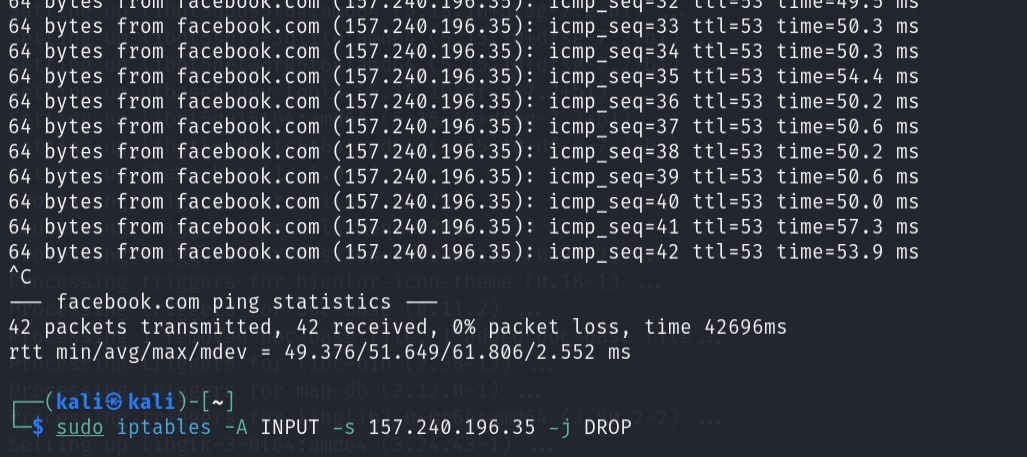 64 bytes from facebook.com (157.240.196.35): icmp_seq=32 ttl=53 time=49.5 ms
64 bytes from facebook.com (157.240.196.35): icmp_seq=33 ttl=53 time=50.3 ms
64 bytes from facebook.com (157.240.196.35): icmp_seq=34 ttl=53 time=50.3 ms
64 bytes from facebook.com (157.240.196.35): icmp_seq=35 ttl=53 time=54.4 ms
64 bytes from facebook.com (157.240.196.35): icmp_seq=36 ttl=53 time=50.2 ms
64 bytes from facebook.com (157.240.196.35): icmp_seq=37 ttl=53 time=50.6 ms
64 bytes from facebook.com (157.240.196.35): icmp_seq=38 ttl=53 time=50.2 ms
64 bytes from facebook.com (157.240.196.35): icmp_seq=39 ttl=53 time=50.6 ms
64 bytes from facebook.com (157.240.196.35): icmp_seq=40 ttl=53 time=50.0 ms
64 bytes from facebook.com (157.240.196.35): icmp_seq=41 ttl=53 time=57.3 ms
64 bytes from facebook.com (157.240.196.35): icmp_seq=42 ttl=53 time=53.9 ms
^C
--- facebook.com ping statistics ---
42 packets transmitted, 42 received, 0% packet loss, time 42696ms
rtt min/avg/max/mdev = 49.376/51.649/61.806/2.552 ms
┌──(kali㉿kali)-[~]
└─$ sudo iptables -A INPUT -s 157.240.196.35 -j DROP